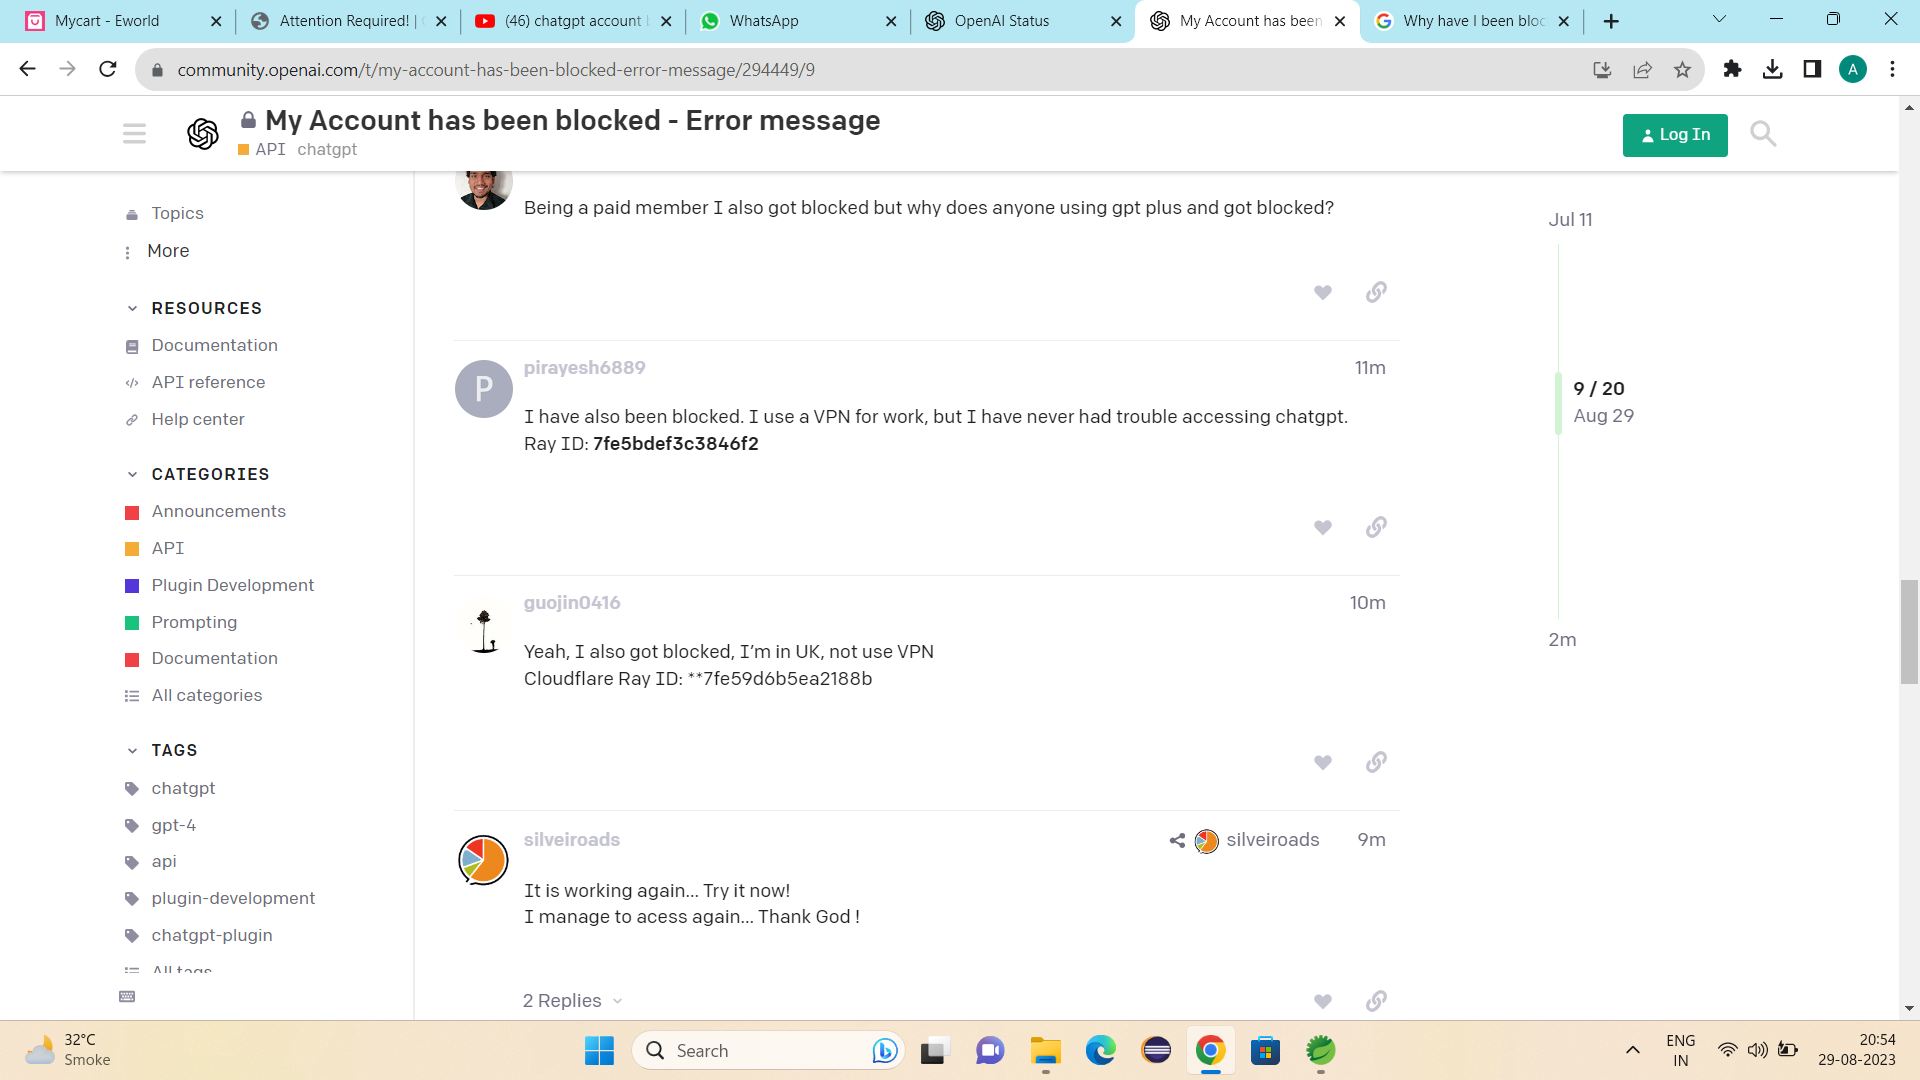 Mycart - Eworld
Attention Required! |
(46) chatgpt account
WhatsApp
OpenAI Status
My Account has been
Why have I been bloc
community.openai.com/t/my-account-has-been-blocked-error-message/294449/9
A
My Account has been blocked - Error message
API chatgpt
Log In
Topics
More
RESOURCES
Documentation
API reference
Help center
CATEGORIES
Announcements
API
Plugin Development
Prompting
Documentation
All categories
TAGS
chatgpt
gpt-4
api
plugin-development
chatgpt-plugin
All tags
Being a paid member I also got blocked but why does anyone using gpt plus and got blocked?
P
pirayesh6889
11m
I have also been blocked. I use a VPN for work, but I have never had trouble accessing chatgpt.
Ray ID: 7fe5bdef3c3846f2
guojin0416
10m
Yeah, I also got blocked, I’m in UK, not use VPN
Cloudflare Ray ID: **7fe59d6b5ea2188b
silveiroads
silveiroads
9m
It is working again… Try it now!
I manage to acess again… Thank God !
2 Replies
Jul 11
9 / 20
Aug 29
2m
32°C
Smoke
Search
ENG
IN
20:54
29-08-2023